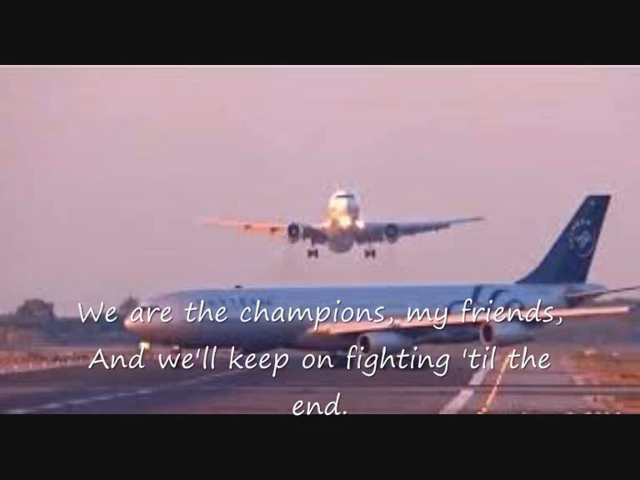 We are the champions, my friends,
And we'll keep on fighting 'til the
end.